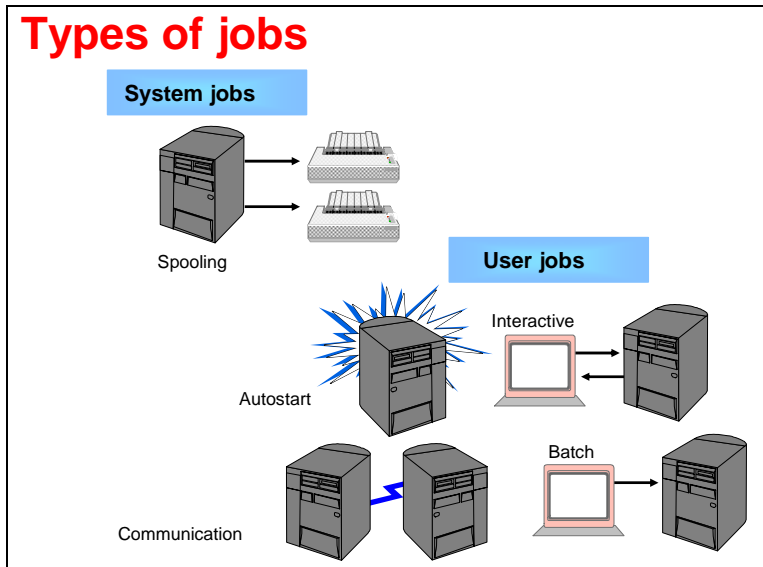 Types of jobs
System jobs
Spooling
User jobs
Interactive
Autostart
Batch
Communication